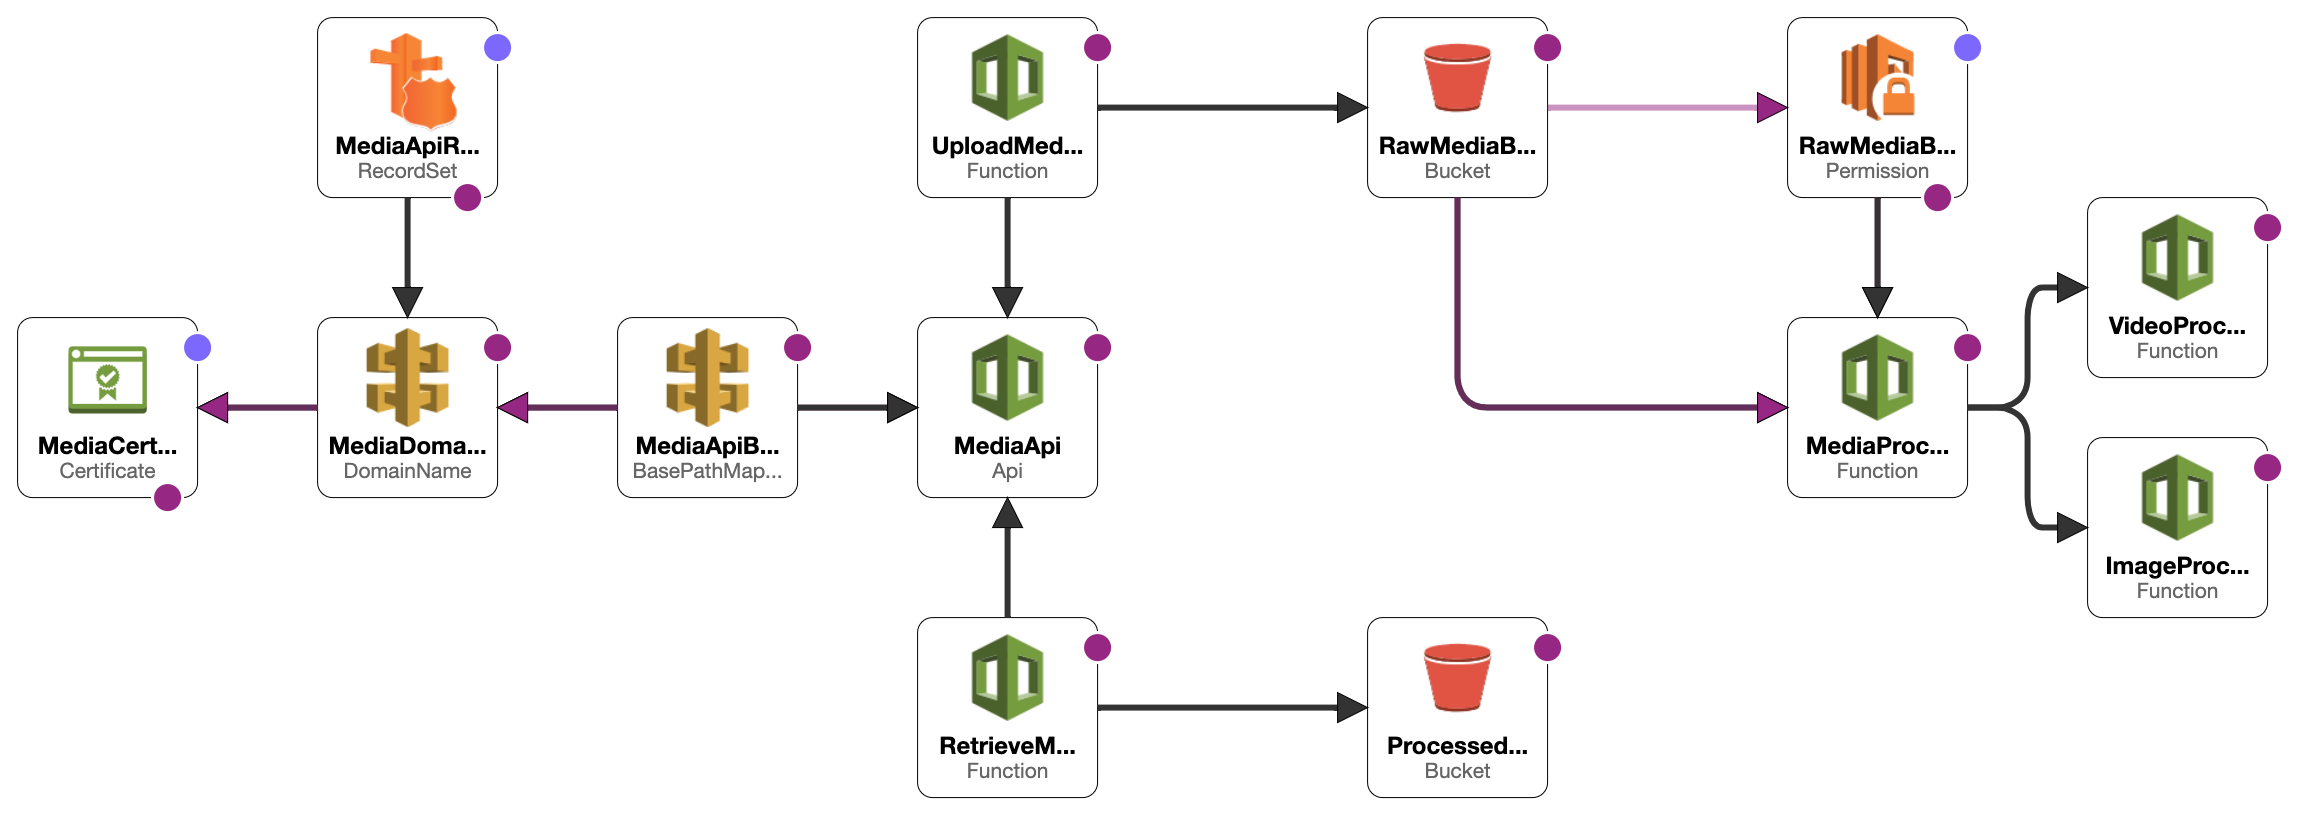 MediaApiR...
RecordSet
UploadMed...
Function
RawMediaB...
Bucket
RawMediaB...
Permission
VideoProc...
Function
MediaCert...
Certificate
MediaDoma...
DomainName
MediaApiB...
BasePathMap...
MediaApi
Api
MediaProc...
Function
ImageProc...
Function
RetrieveM...
Function
Processed...
Bucket